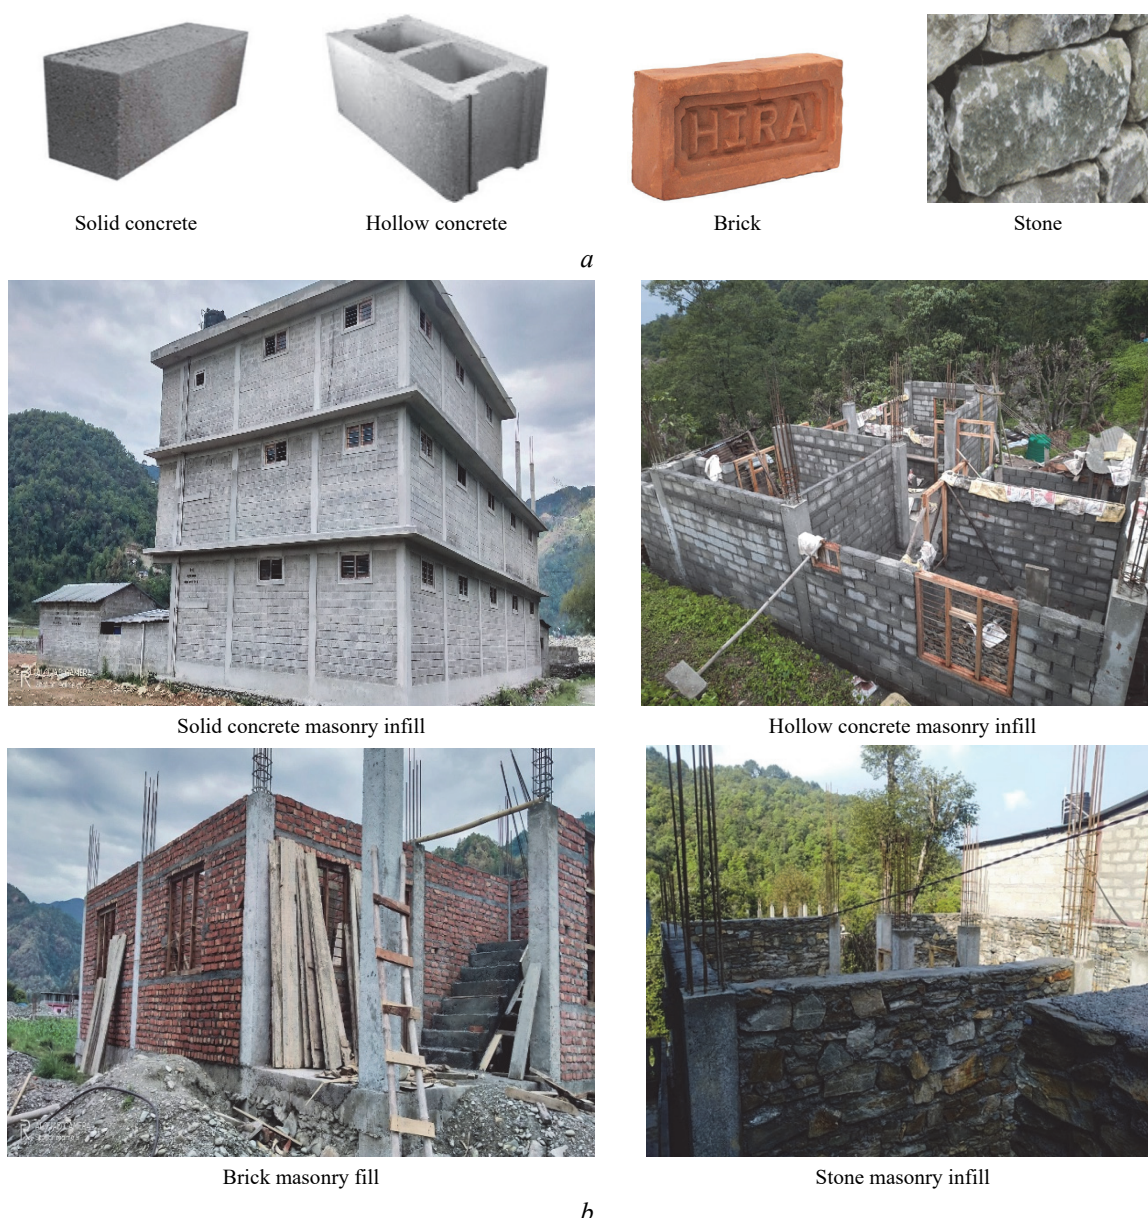 HIRA
Solid concrete
Hollow concrete
Brick
Stone
a
Solid concrete masonry infill
Hollow concrete masonry infill
Brick masonry fill
Stone masonry infill
b